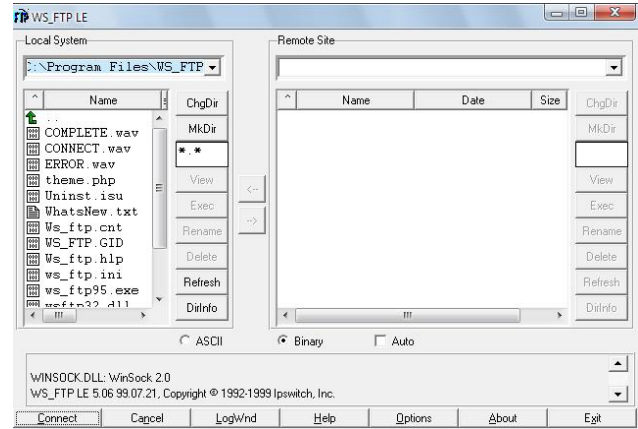 WS_FTP LE
Local System
Remote Site
C:\Program Files\WS_FTP
^ Name
ChgDir
^ Name Date Size
ChgDir
..
MkDir
MkDir
COMPLETE.wav
CONNECT.wav
*.*
ERROR.wav
theme.php
View
<--
View
Uninst.isu
WhatsNew.txt
Exec
Exec
Ws_ftp.cnt
-->
Rename
Rename
WS_FTP.GID
Ws_ftp.hlp
Delete
Delete
ws_ftp.ini
ws_ftp95.exe
Refresh
Refresh
wsftp32.dll
DirInfo
DirInfo
ASCII Binary Auto
WINSOCK.DLL: WinSock 2.0
WS_FTP LE 5.06 99.07.21, Copyright © 1992-1999 Ipswitch, Inc.
Connect Cancel LogWnd Help Options About Exit